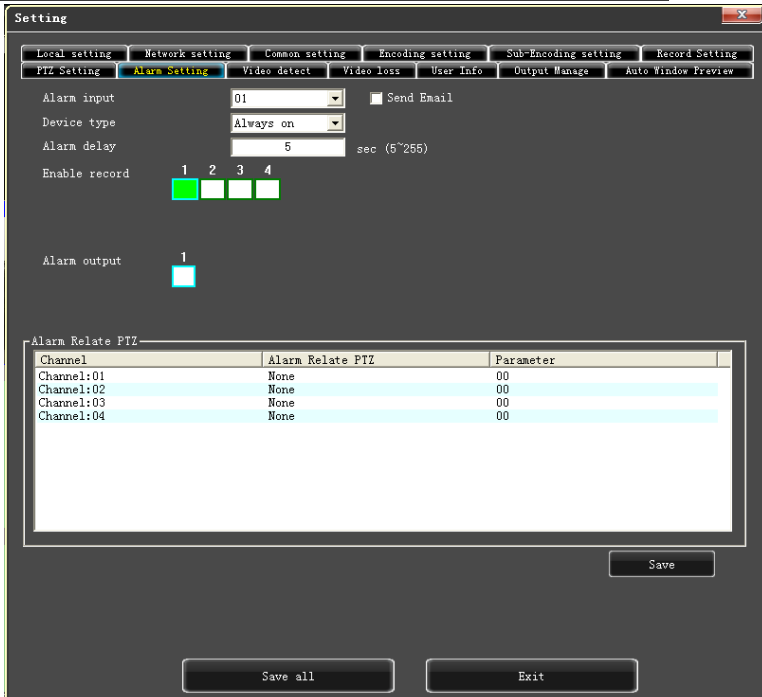 Setting
Local setting Network setting Common setting Encoding setting Sub-Encoding setting Record Setting
PTZ Setting Alarm Setting Video detect Video loss User Info Output Manage Auto Window Preview
Alarm input 01 Send Email
Device type Always on
Alarm delay 5 sec (5~255)
Enable record 1 2 3 4
Alarm output 1
Alarm Relate PTZ
Channel Alarm Relate PTZ Parameter
Channel:01 None 00
Channel:02 None 00
Channel:03 None 00
Channel:04 None 00
Save
Save all Exit